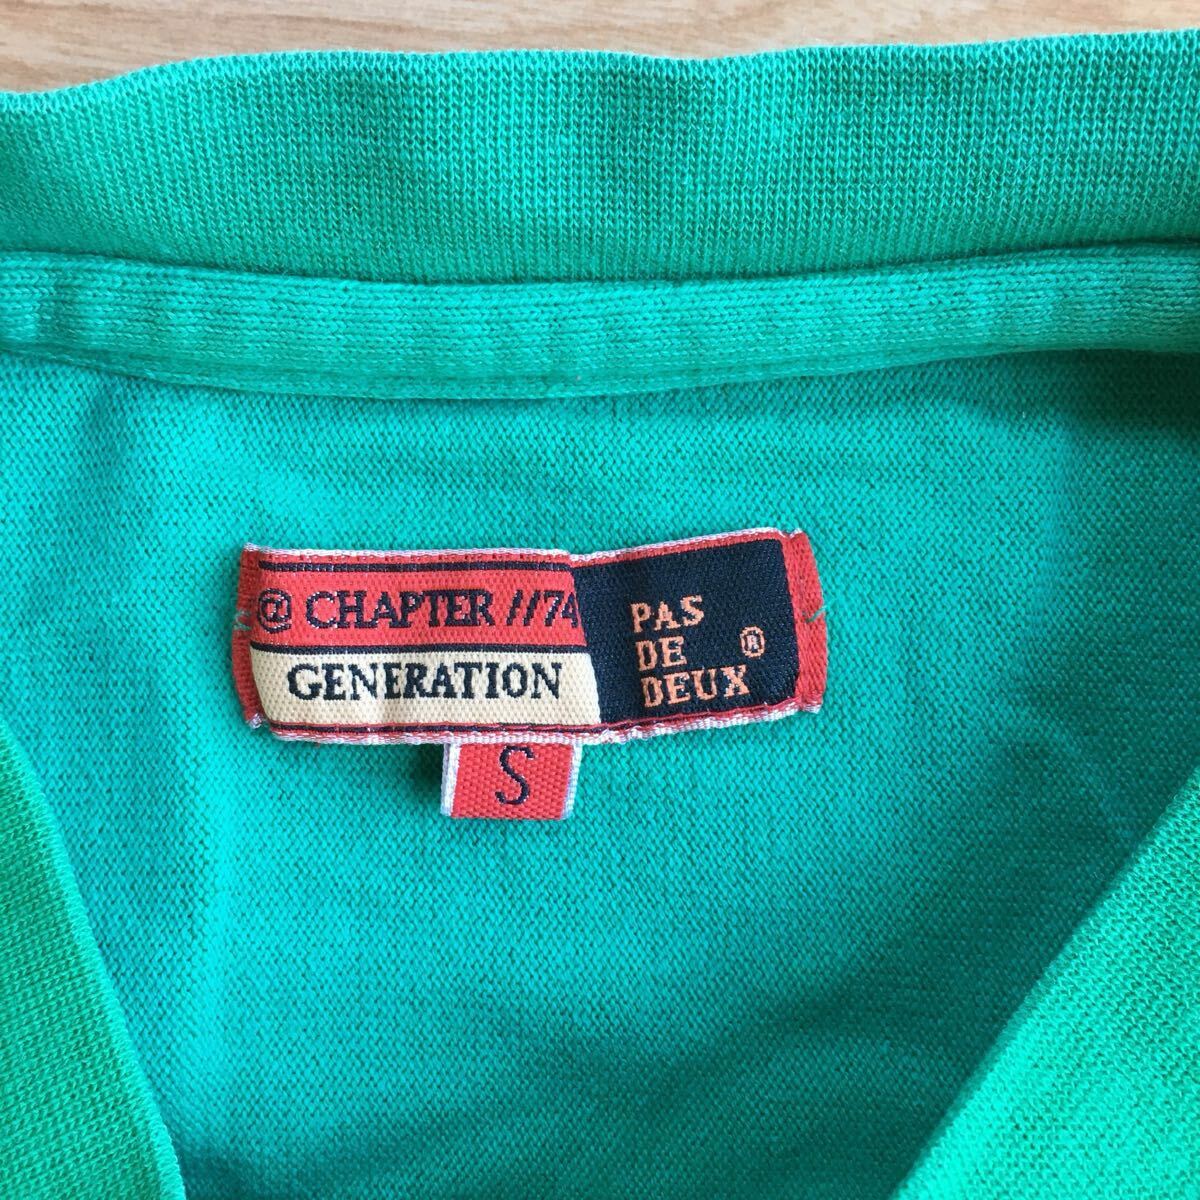 @ CHAPTER //74
GENERATION
PAS
DE
DEUX ®
S